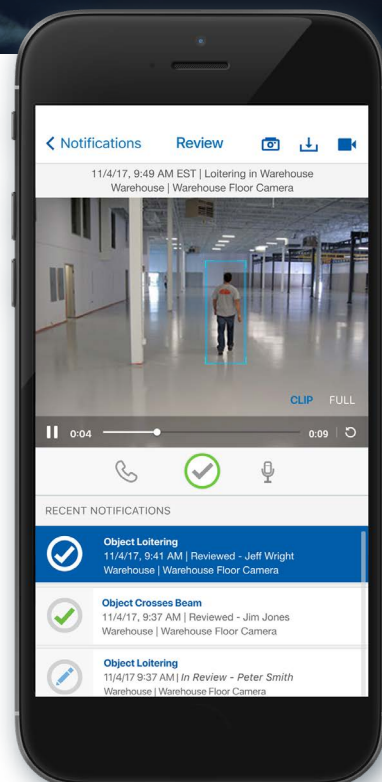 Notifications
Review
11/4/17, 9:49 AM EST | Loitering in Warehouse
Warehouse | Warehouse Floor Camera
CLIP FULL
0:04
0:09
RECENT NOTIFICATIONS
Object Loitering
11/4/17, 9:41 AM | Reviewed - Jeff Wright
Warehouse | Warehouse Floor Camera
Object Crosses Beam
11/4/17, 9:37 AM | Reviewed - Jim Jones
Warehouse | Warehouse Floor Camera
Object Loitering
11/4/17 9:37 AM | In Review - Peter Smith
Warehouse | Warehouse Floor Camera